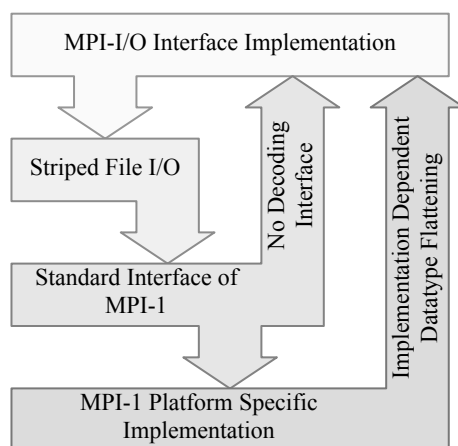 MPI-I/O Interface Implementation
Striped File I/O
No Decoding
Interface
Implementation Dependent
Datatype Flattening
Standard Interface of
MPI-1
MPI-1 Platform Specific
Implementation